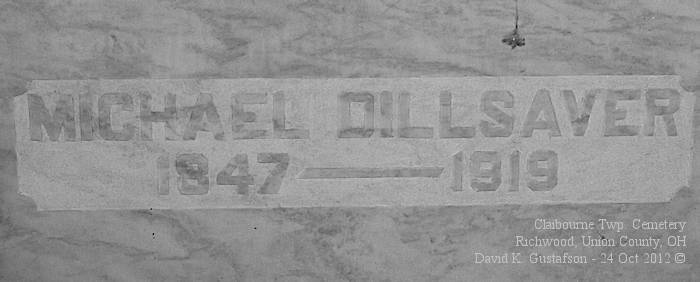 MICHAEL DILLSAVER
1847 — 1919
Claibourne Twp. Cemetery
Richwood, Union County, OH
David K. Gustafson - 24 Oct 2012 ©